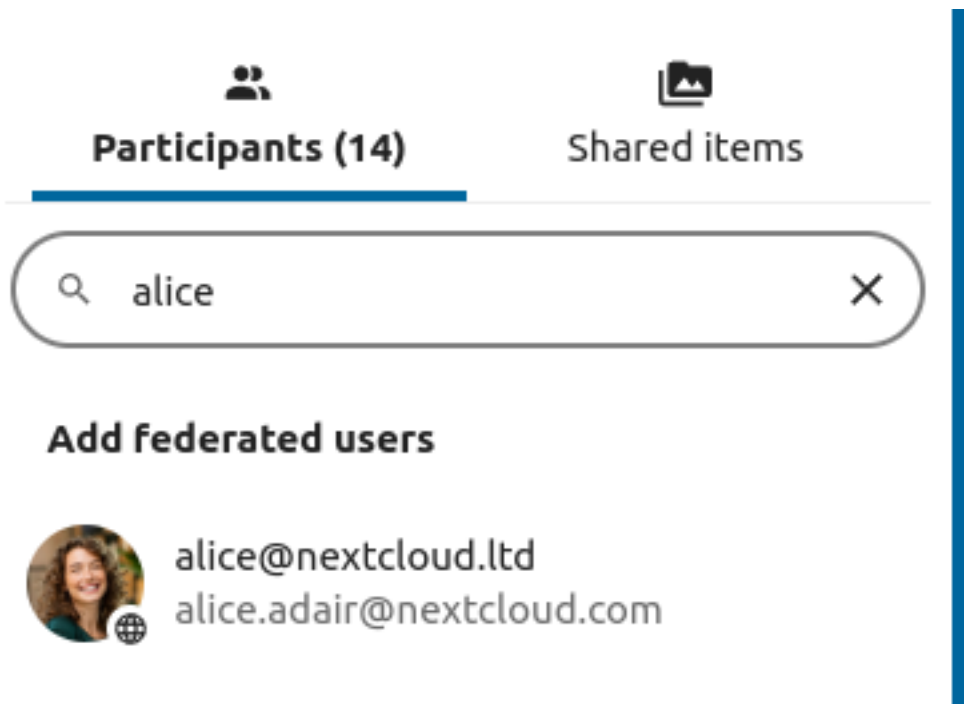 Participants (14)
Shared items
alice
Add federated users
alice@nextcloud.ltd
alice.adair@nextcloud.com